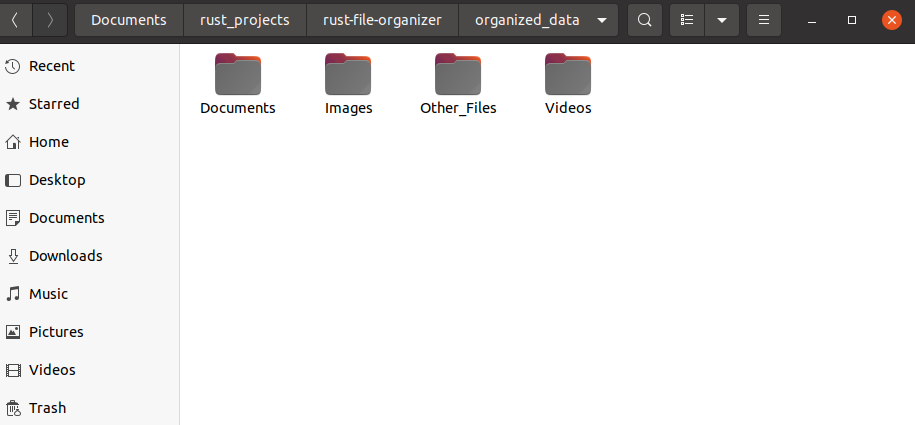 Documents rust_projects rust-file-organizer organized_data
Recent
Starred
Home
Desktop
Documents
Downloads
Music
Pictures
Videos
Trash
Documents Images Other_Files Videos